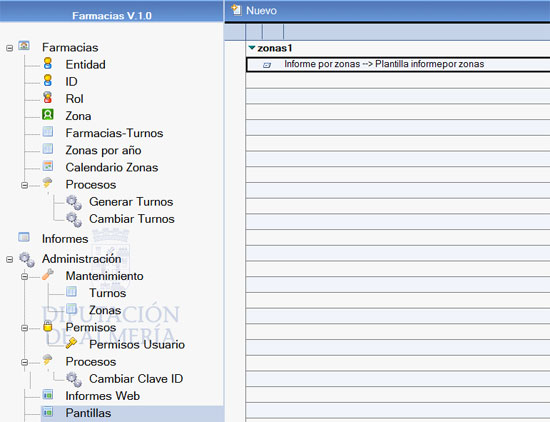 Farmacias V.1.0
Farmacias
Entidad
ID
Rol
Zona
Farmacias-Turnos
Zonas por año
Calendario Zonas
Procesos
Generar Turnos
Cambiar Turnos
Informes
Administración
Mantenimiento
Turnos
Zonas
DIPUTACIÓN
Permisos
DE ALMERÍA
Permisos Usuario
Procesos
Cambiar Clave ID
Informes Web
Pantillas
Nuevo
zonas1
Informe por zonas --> Plantilla informepor zonas